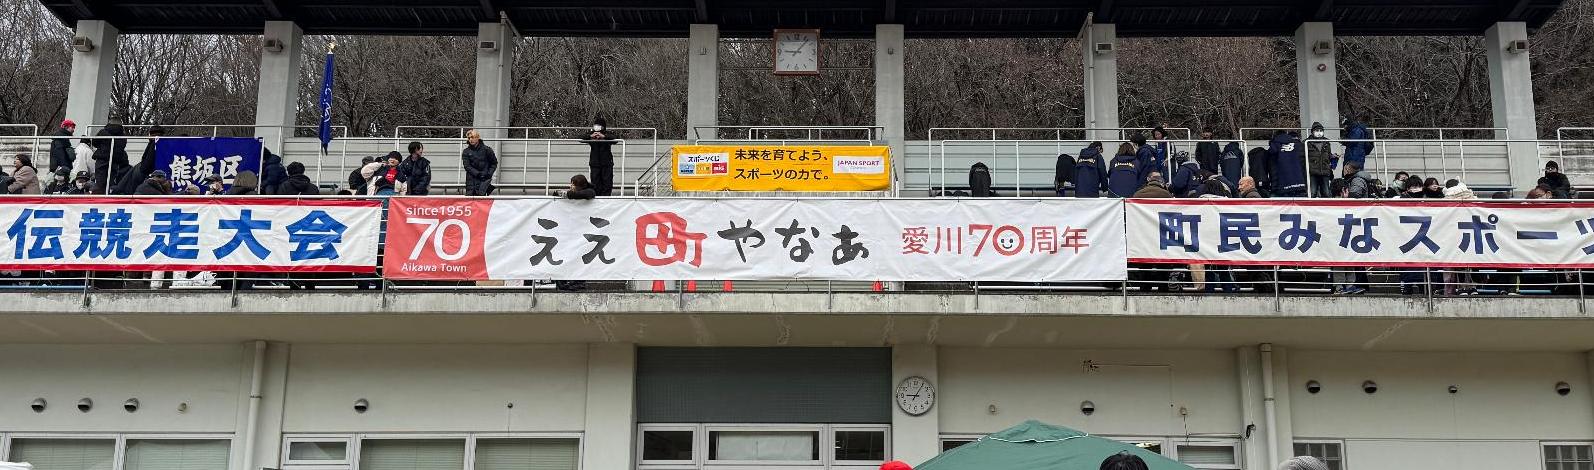 熊坂区
スポーツくじ
未来を育てよう、
スポーツの力で。
JAPAN SPORT
伝競走大会
since1955
70
Aikawa Town
ええ町やなぁ
愛川70周年
町民みなスポーツ